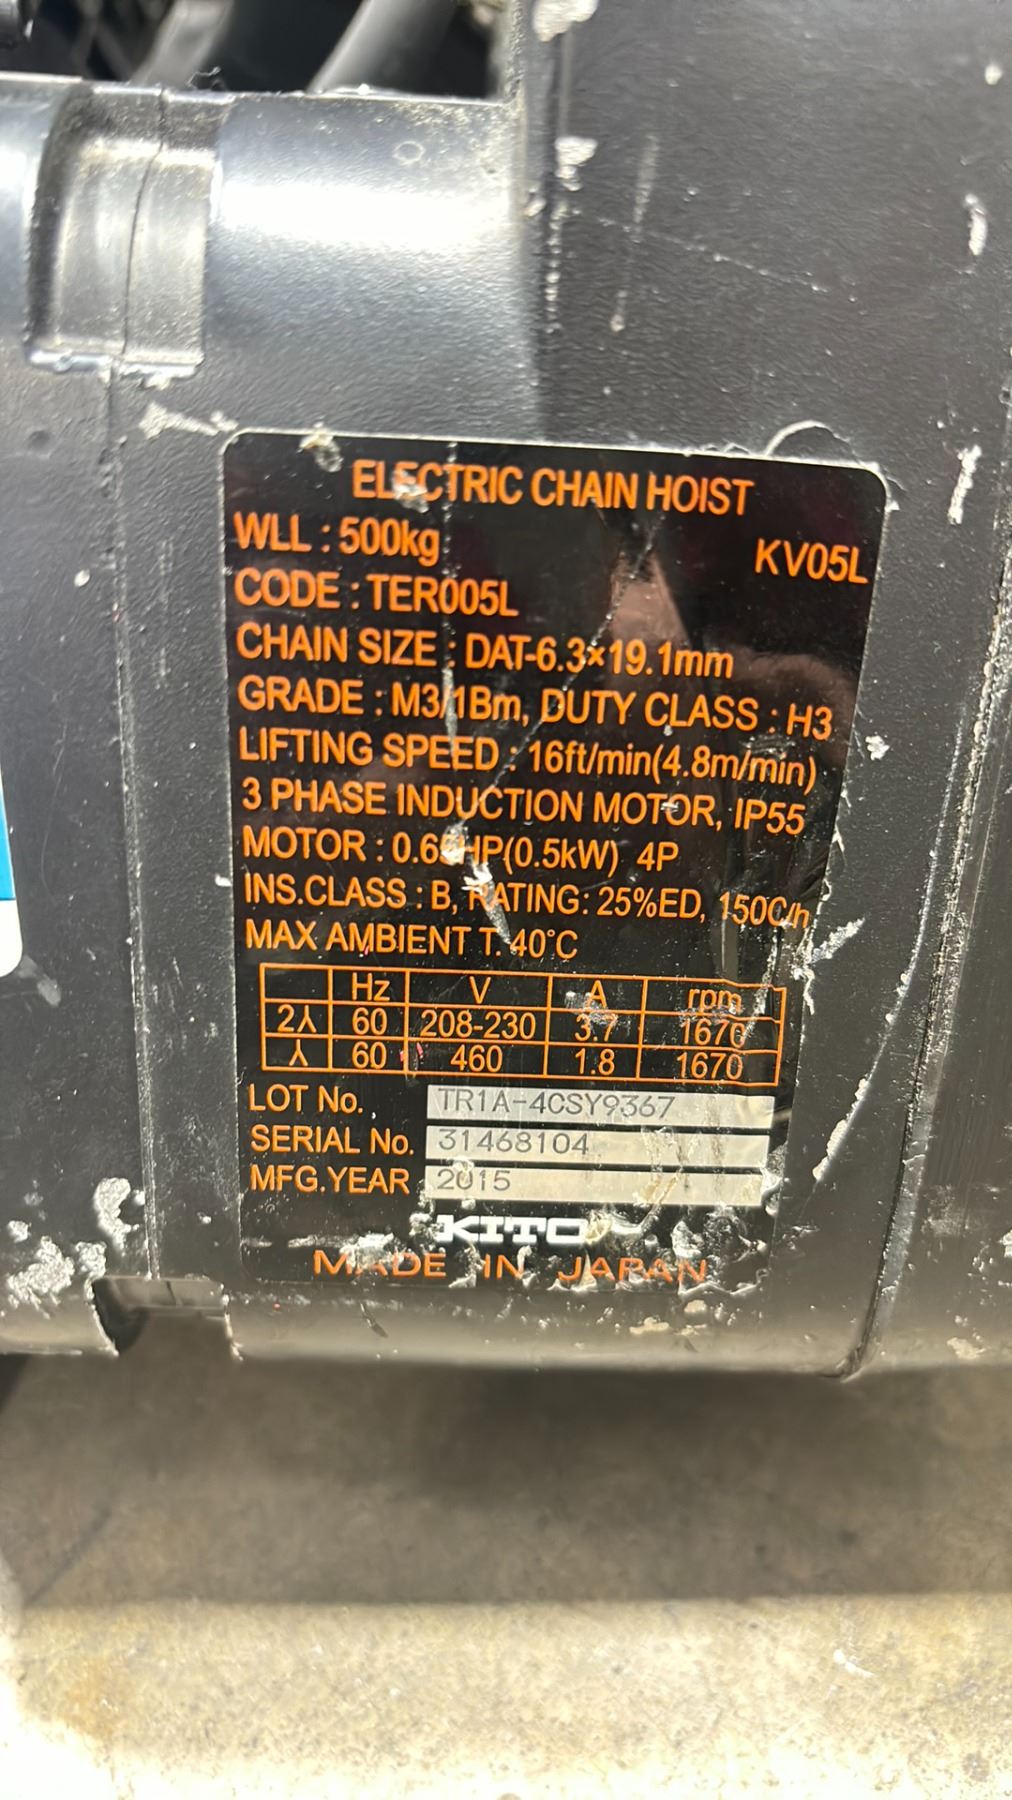 ELECTRIC CHAIN HOIST
WLL : 500kg
KV05L
CODE : TER005L
CHAIN SIZE : DAT-6.3×19.1mm
GRADE : M3/1Bm, DUTY CLASS : H3
LIFTING SPEED : 16ft/min(4.8m/min)
3 PHASE INDUCTION MOTOR, IP55
MOTOR : HP(0.5kW) 4P
INS.CLASS : B, RATING: 25%ED, 150C/h
MAX AMBIENT T. 40°C
Hz V A rpm
2人 60 208-230 3.7 1670
人 60 460 1.8 1670
LOT No. TR1A-4CSY9367
SERIAL No. 31468104
MFG.YEAR 2015
KITO
MADE IN JAPAN